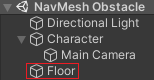 NavMesh Obstacle
Directional Light
Character
Main Camera
Floor